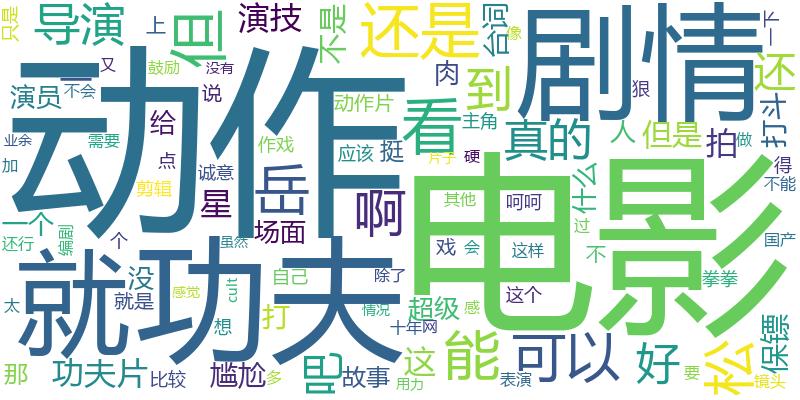 只是
导演
上
但
演技
不是
还是
台词
像
剧情
一下
动作
演员
不会
又
鼓励
没有
说
肉
到
狠
还
业余
需要
给
作戏
动作片
看
主角
真的
人
但是
拍
打斗
做
加
点
诚意
应该
挺
片子
硬
得
不能
剪辑
星
岳
啊
电影
其他
呵呵
什么
一个
还行
编剧
个
虽然
场面
戏
会
这样
过
不
国产
就功夫
没
就是
感觉
cult
自己
除了
这个
拳拳
太
想
打
情况
超级
感
十年网
保镖
那
功夫片
比较
尴尬
多
吧
故事
这
用力
能
表演
可以
好
要
松
镜头